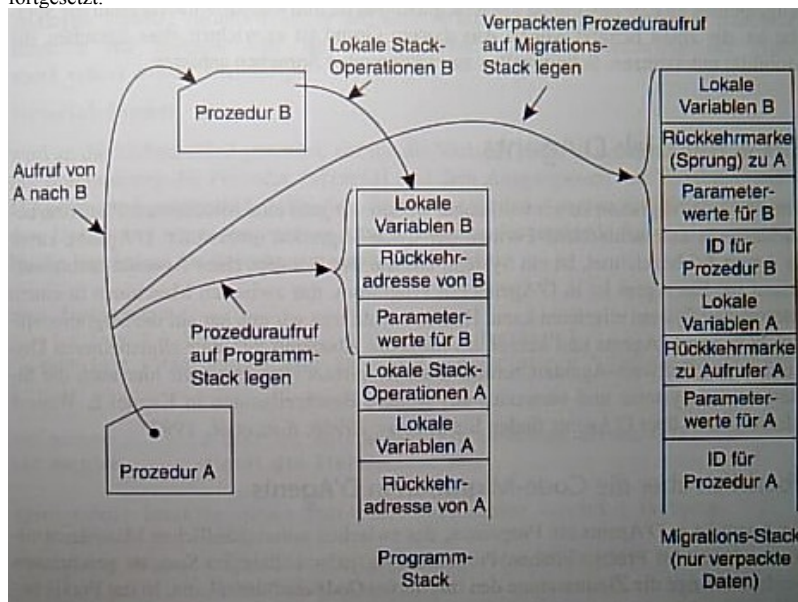 fortgesetzt.
Lokale Stack-
Operationen B
Verpackten Prozeduraufruf
auf Migrations-
Stack legen
Prozedur B
Aufruf von
A nach B
Prozeduraufruf
auf Programm-
Stack legen
Prozedur A
Lokale
Variablen B
Rückkehr-
adresse von B
Parameter-
werte für B
Lokale Stack-
Operationen A
Lokale
Variablen A
Rückkehr-
adresse von A
Programm-
Stack
Lokale
Variablen B
Rückkehrmarke
(Sprung) zu A
Parameter-
werte für B
ID für
Prozedur B
Lokale
Variablen A
Rückkehrmarke
zu Aufrufer A
Parameter-
werte für A
ID für
Prozedur A
Migrations-Stack
(nur verpackte
Daten)